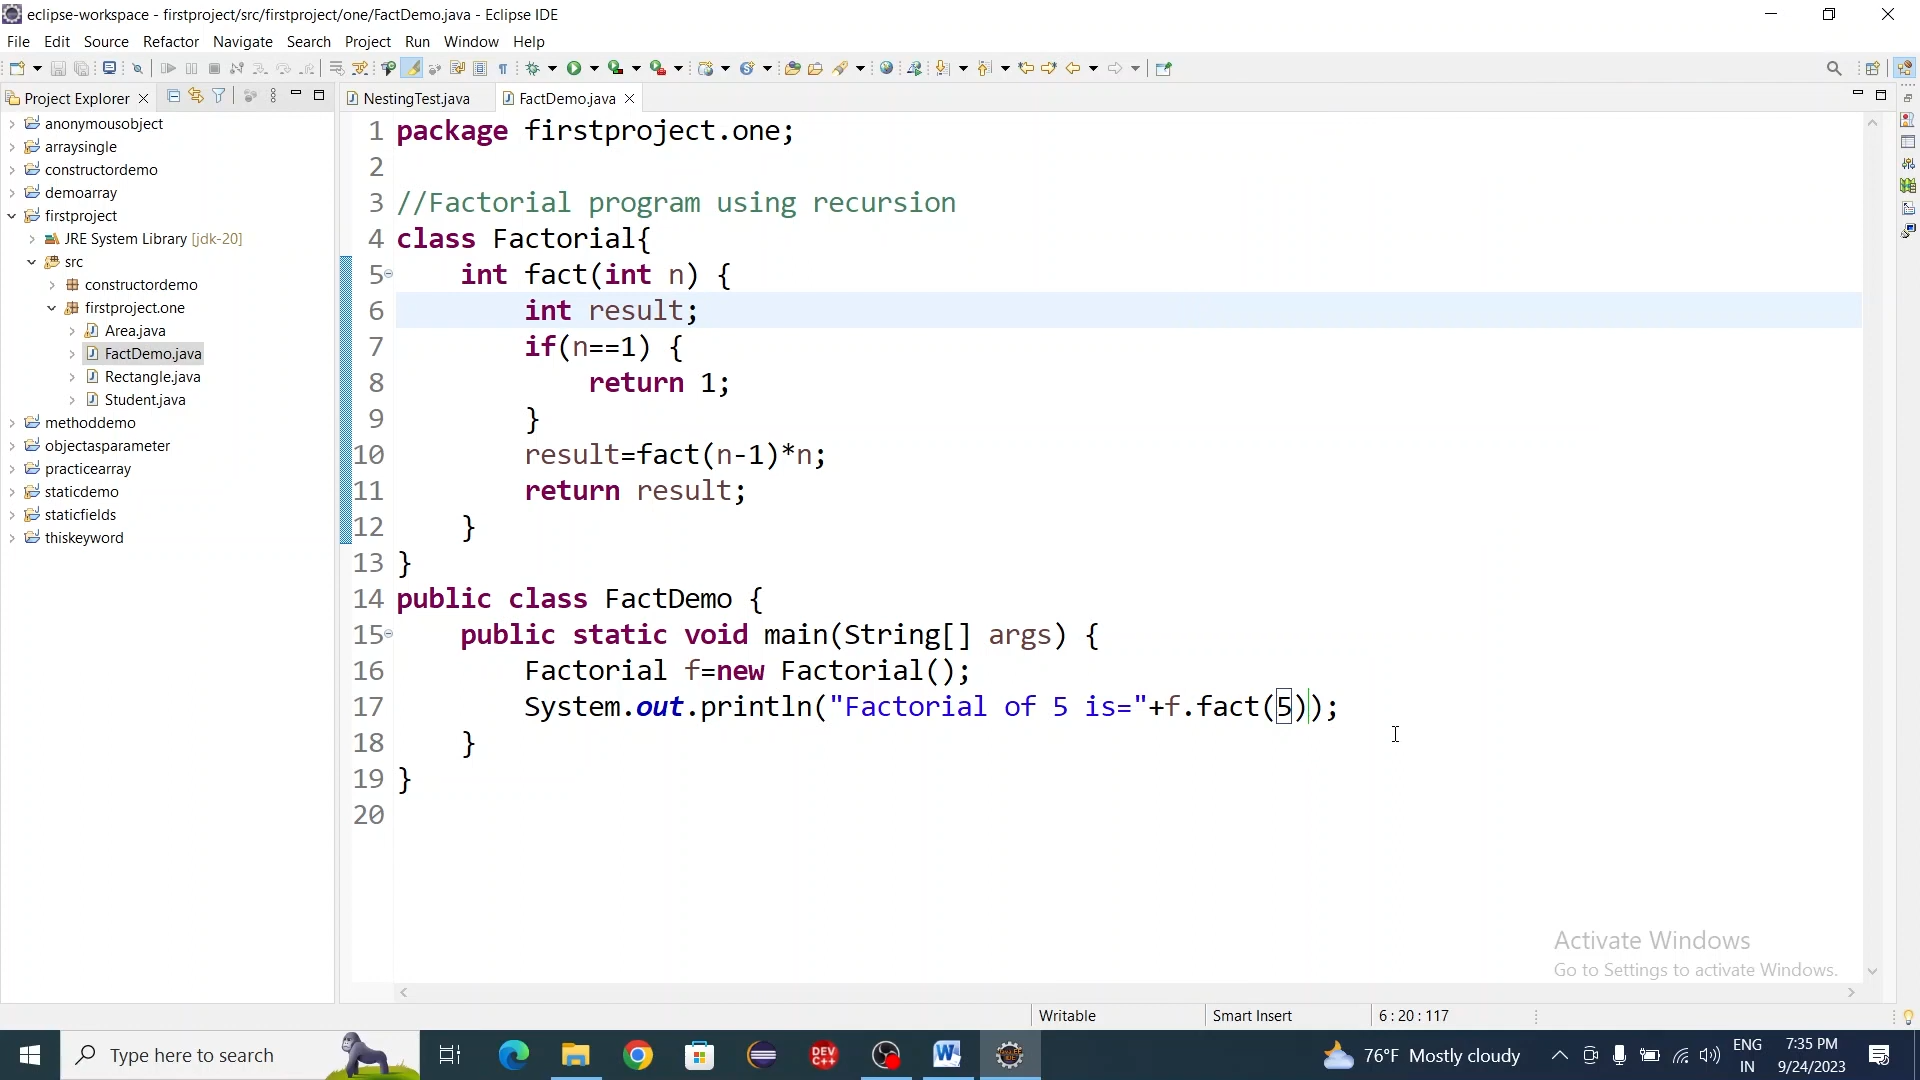 eclipse-workspace - firstproject/src/firstproject/one/FactDemo.java - Eclipse IDE
File Edit Source Refactor Navigate Search Project Run Window Help
Project Explorer
NestingTest.java
FactDemo.java
anonymousobject
arraysingle
constructordemo
demoarray
firstproject
JRE System Library [jdk-20]
src
constructordemo
firstproject.one
Area.java
FactDemo.java
Rectangle.java
Student.java
methoddemo
objectasparameter
practicearray
staticdemo
staticfields
thiskeyword
1 package firstproject.one;
2
3 //Factorial program using recursion
4 class Factorial{
5 int fact(int n) {
6 int result;
7 if(n==1) {
8 return 1;
9 }
10 result=fact(n-1)*n;
11 return result;
12 }
13 }
14 public class FactDemo {
15 public static void main(String[] args) {
16 Factorial f=new Factorial();
17 System.out.println("Factorial of 5 is="+f.fact(5));
18 }
19 }
20
Activate Windows
Go to Settings to activate Windows.
Writable
Smart Insert
6 : 20 : 117
Type here to search
DEV C++
76°F Mostly cloudy
ENG
IN
7:35 PM
9/24/2023